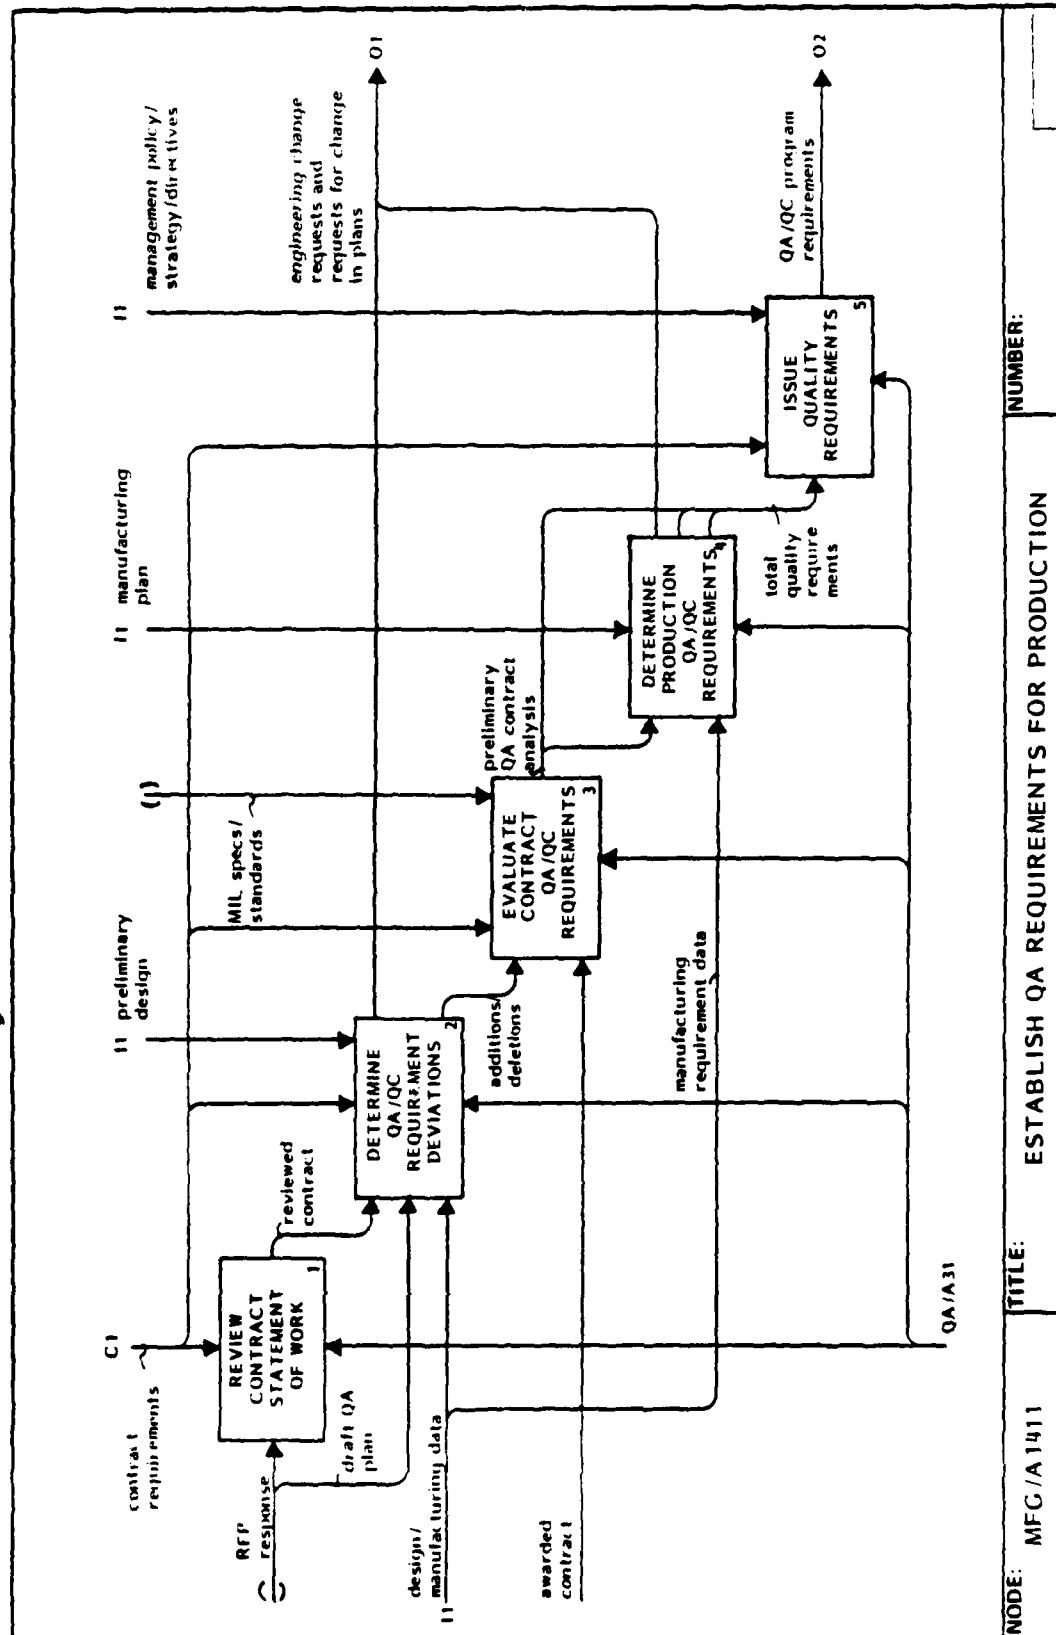 C1
contract
requirements
I1 preliminary
design
( )
MIL specs/
standards
I1 manufacturing
plan
I1 management policy/
strategy/directives
RFP
response
draft QA
plan
REVIEW
CONTRACT
STATEMENT
OF WORK
1
reviewed
contract
design/
manufacturing data
I1
awarded
contract
DETERMINE
QA/QC
REQUIREMENT
DEVIATIONS
2
additions/
deletions
EVALUATE
CONTRACT
QA/QC
REQUIREMENTS
3
preliminary
QA contract
analysis
manufacturing
requirement data
DETERMINE
PRODUCTION
QA/QC
REQUIREMENTS
4
total
quality
require
ments
ISSUE
QUALITY
REQUIREMENTS
5
engineering change
requests and
requests for change
in plans
O1
QA/QC program
requirements
O2
QA/A31
NODE: MFG/A1411
TITLE: ESTABLISH QA REQUIREMENTS FOR PRODUCTION
NUMBER: